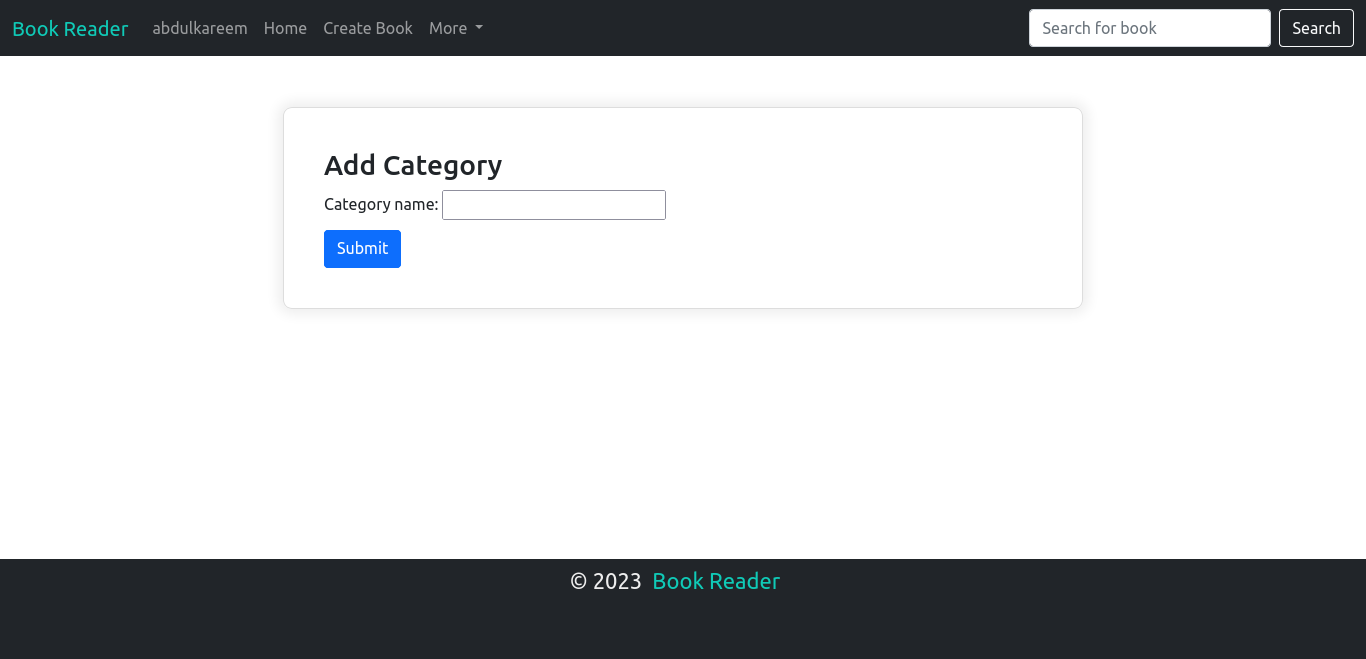 Book Reader abdulkareem Home Create Book More Search for book Search
Add Category
Category name:
Submit
© 2023 Book Reader